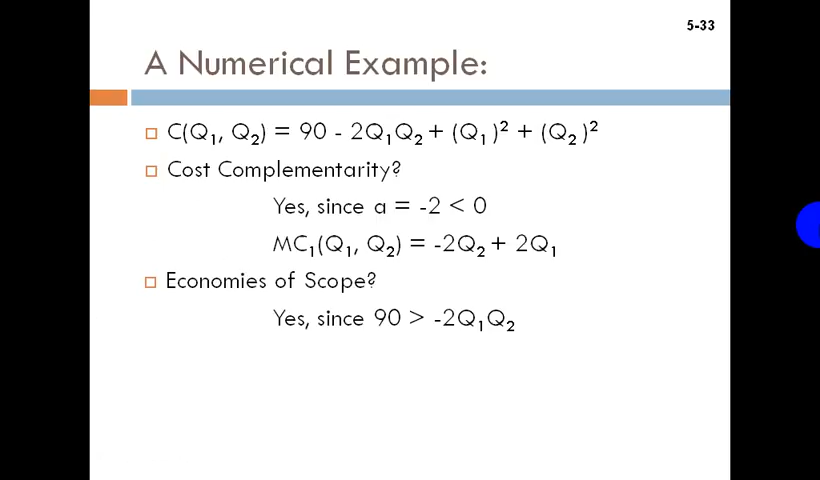 5-33
A Numerical Example:
C(Q₁, Q₂) = 90 - 2Q₁Q₂ + (Q₁)² + (Q₂)²
Cost Complementarity?
Yes, since a = -2 < 0
MC₁(Q₁, Q₂) = -2Q₂ + 2Q₁
Economies of Scope?
Yes, since 90 > -2Q₁Q₂